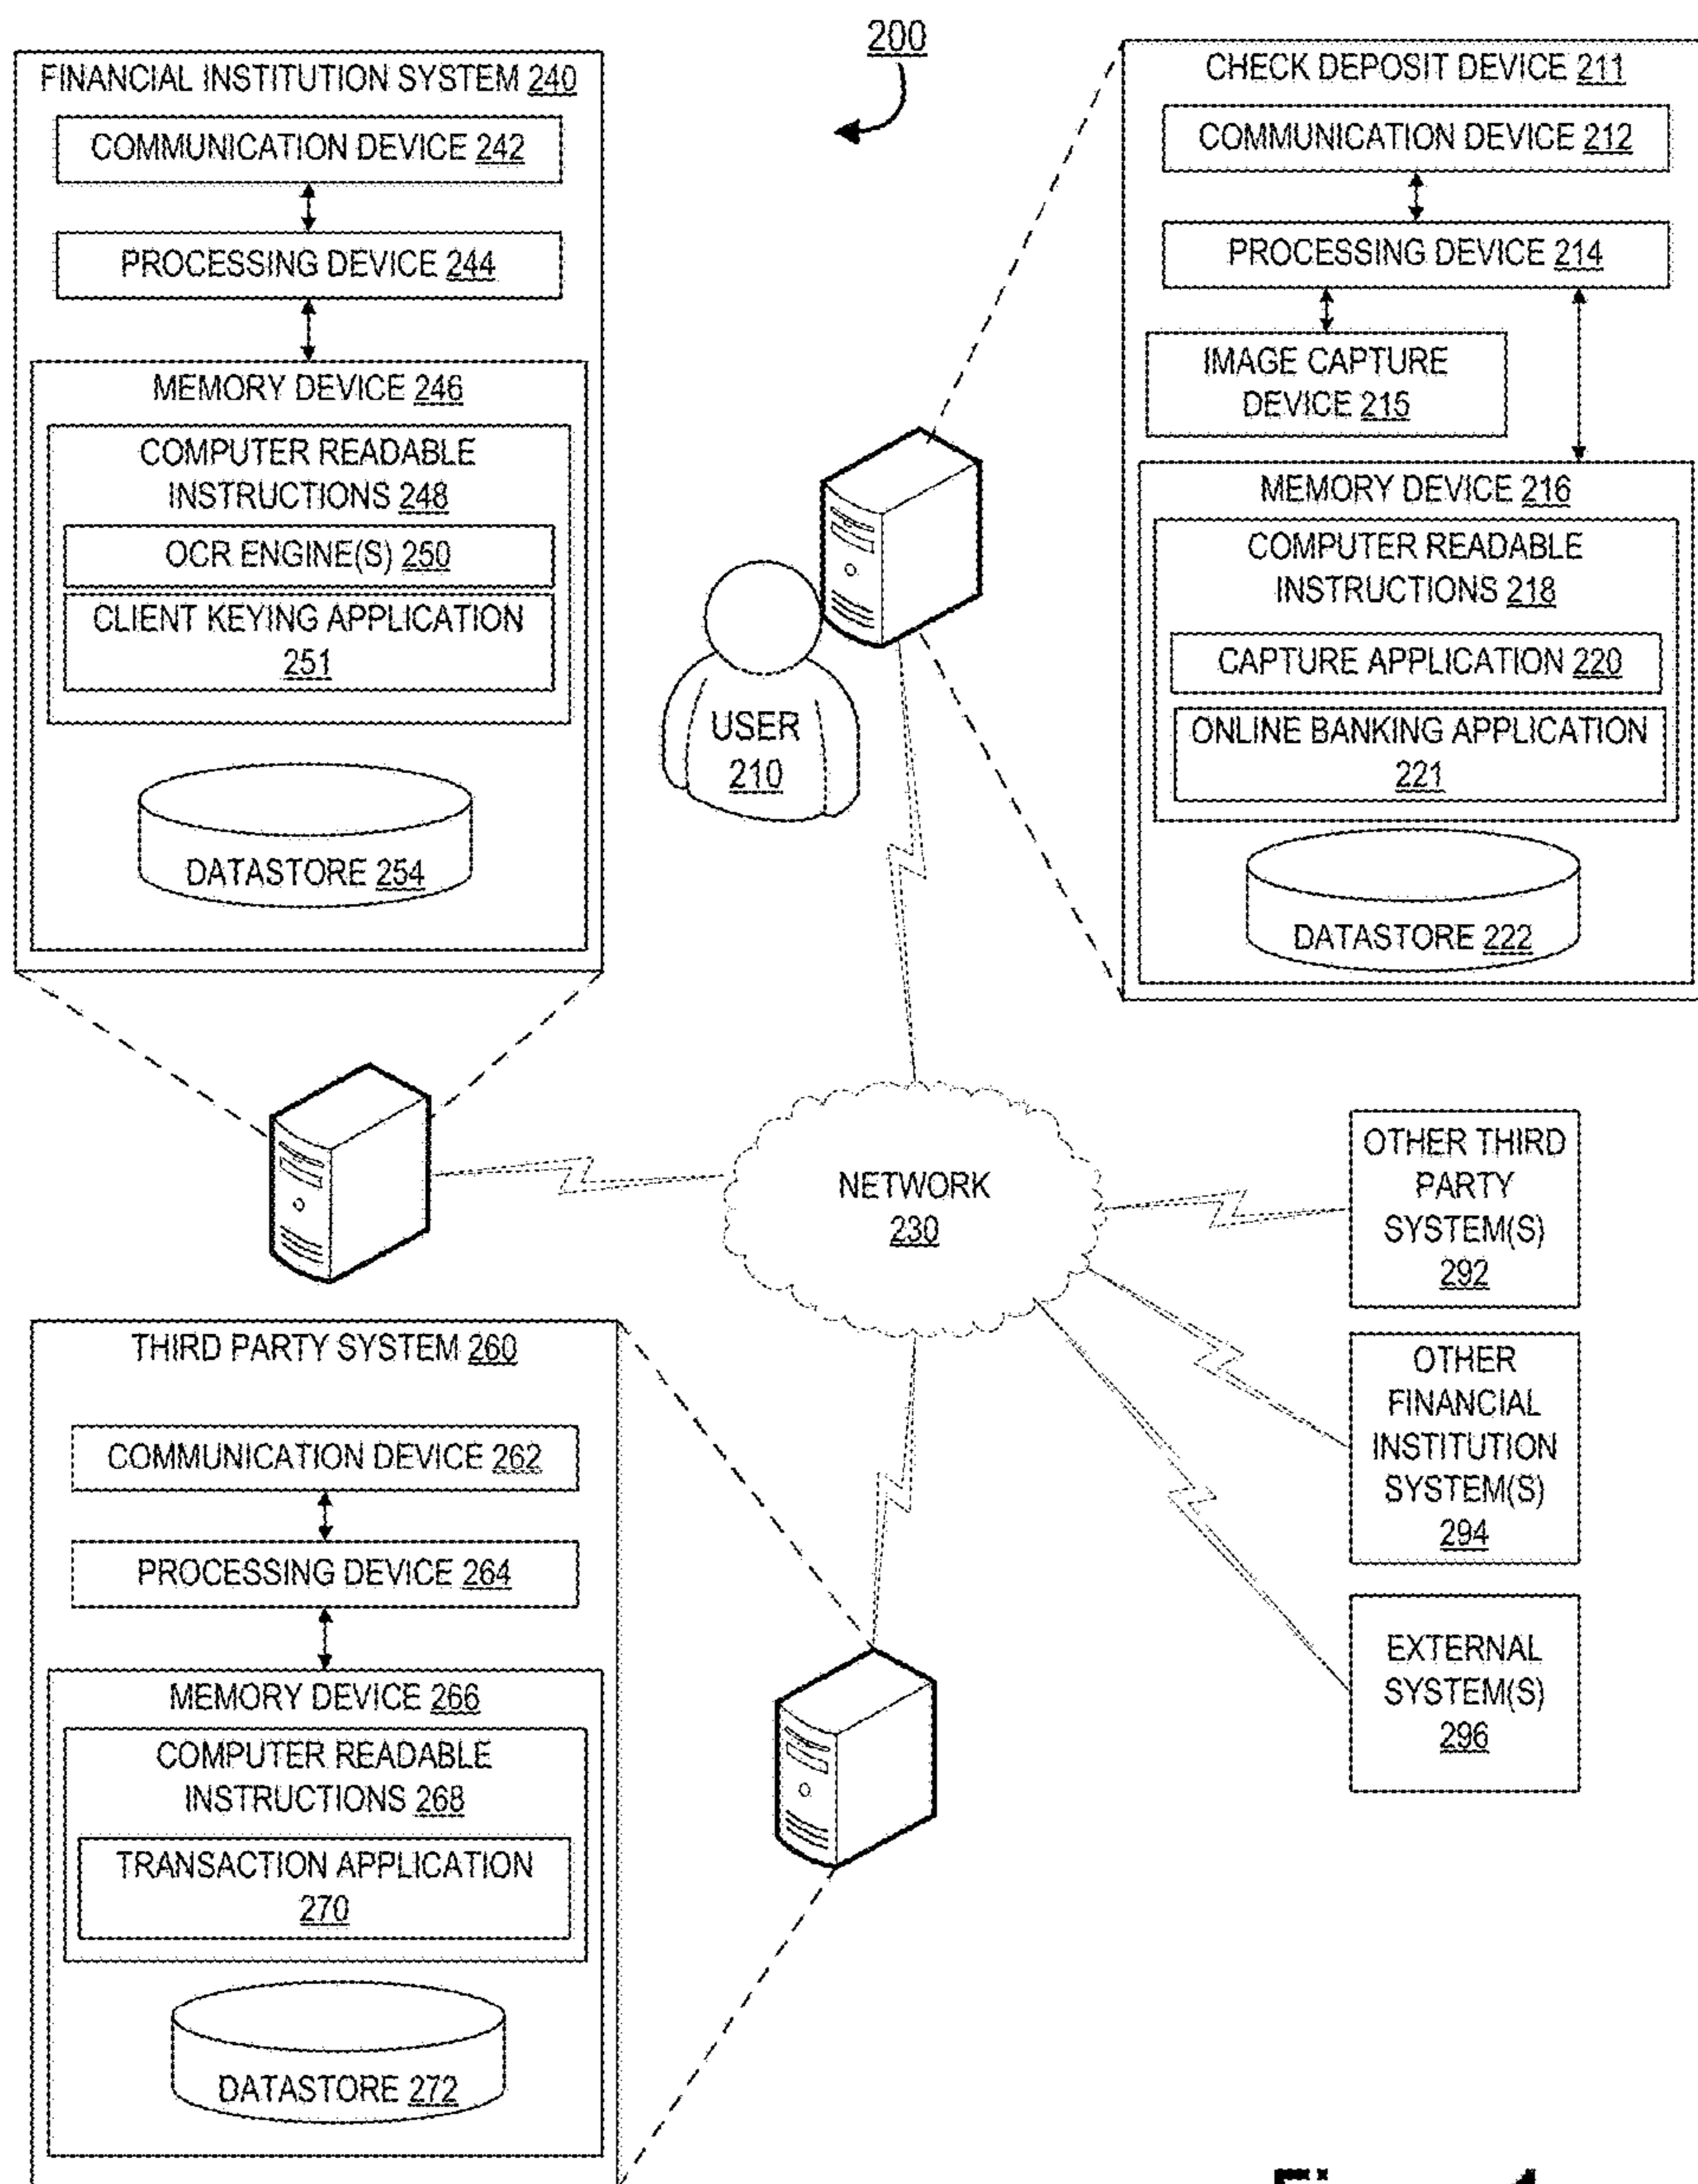 200
FINANCIAL INSTITUTION SYSTEM 240
COMMUNICATION DEVICE 242
PROCESSING DEVICE 244
MEMORY DEVICE 246
COMPUTER READABLE
INSTRUCTIONS 248
OCR ENGINE(S) 250
CLIENT KEYING APPLICATION
251
DATASTORE 254
CHECK DEPOSIT DEVICE 211
COMMUNICATION DEVICE 212
PROCESSING DEVICE 214
IMAGE CAPTURE
DEVICE 215
MEMORY DEVICE 216
COMPUTER READABLE
INSTRUCTIONS 218
CAPTURE APPLICATION 220
ONLINE BANKING APPLICATION
221
DATASTORE 222
USER
210
NETWORK
230
OTHER THIRD
PARTY
SYSTEM(S)
292
OTHER
FINANCIAL
INSTITUTION
SYSTEM(S)
294
EXTERNAL
SYSTEM(S)
296
THIRD PARTY SYSTEM 260
COMMUNICATION DEVICE 262
PROCESSING DEVICE 264
MEMORY DEVICE 266
COMPUTER READABLE
INSTRUCTIONS 268
TRANSACTION APPLICATION
270
DATASTORE 272